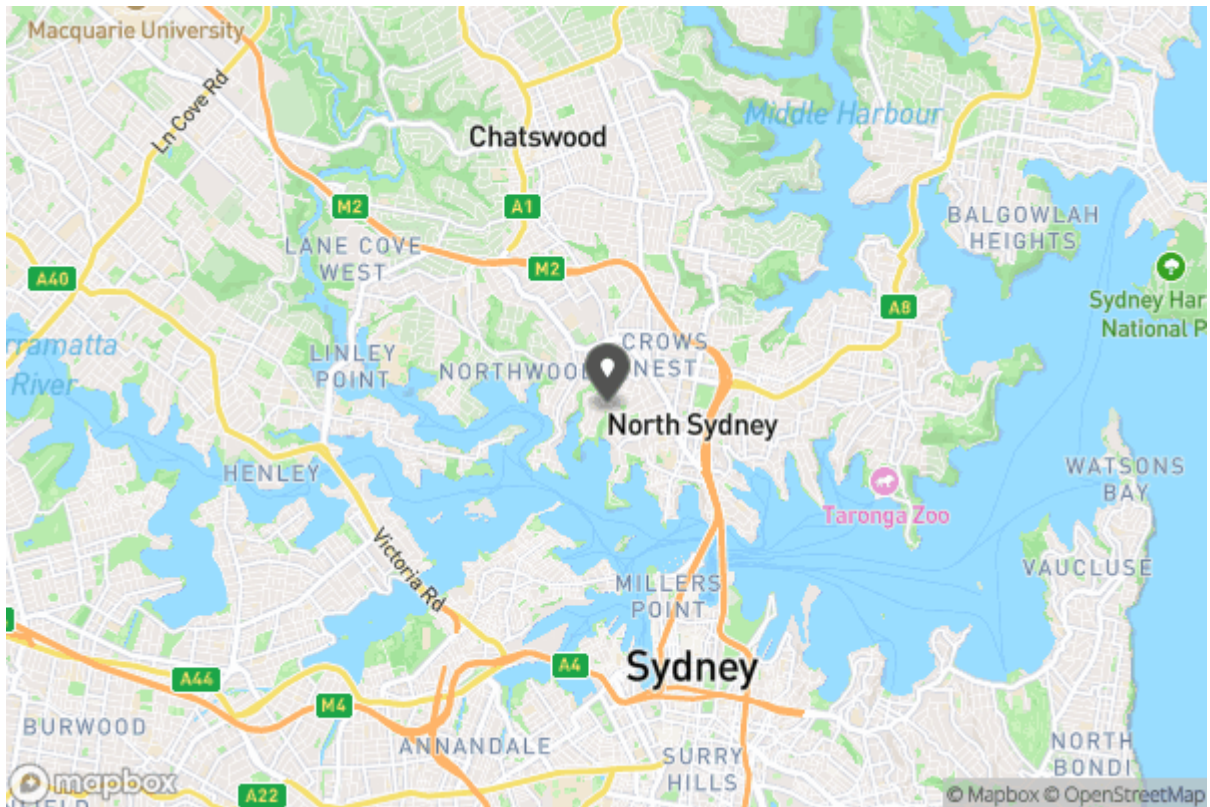 Macquarie University
Ln Cove Rd
Chatswood
Middle Harbour
M2
A1
BALGOWLAH
HEIGHTS
LANE COVE
WEST
M2
A40
Sydney Har
National P
A8
rramatta
River
LINLEY
POINT
NORTHWOOD
CROWS
NEST
North Sydney
HENLEY
WATSONS
BAY
Taronga Zoo
Victoria Rd
MILLERS
POINT
VAUCLUSE
A4
Sydney
A44
M4
BURWOOD
ANNANDALE
SURRY
HILLS
NORTH
BONDI
mapbox
A22
© Mapbox © OpenStreetMap